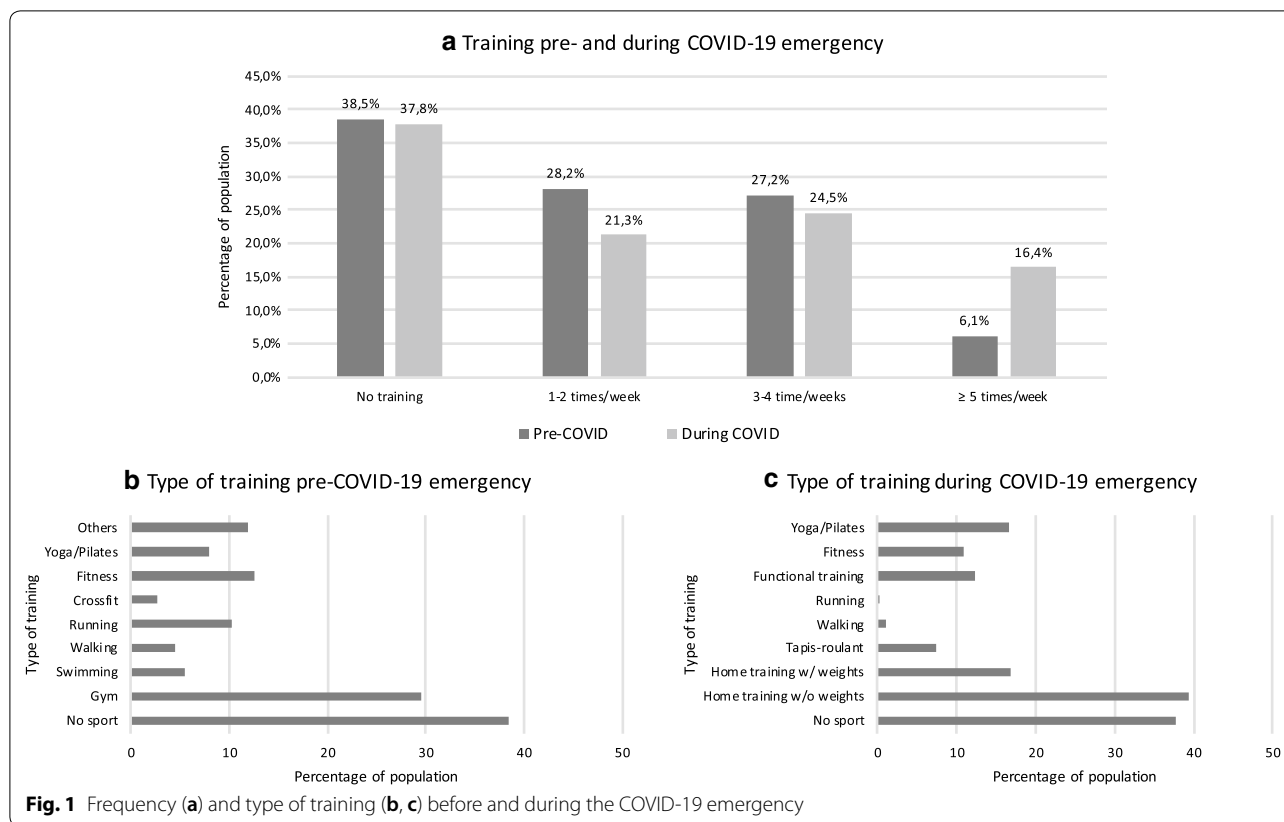 a Training pre- and during COVID-19 emergency
45,0%
40,0%
35,0%
30,0%
25,0%
20,0%
15,0%
10,0%
5,0%
0,0%
Percentage of population
38,5%
37,8%
28,2%
21,3%
27,2%
24,5%
6,1%
16,4%
No training
1-2 times/week
3-4 time/weeks
≥ 5 times/week
Pre-COVID
During COVID
b Type of training pre-COVID-19 emergency
Type of training
Others
Yoga/Pilates
Fitness
Crossfit
Running
Walking
Swimming
Gym
No sport
0 10 20 30 40 50
Percentage of population
c Type of training during COVID-19 emergency
Type of training
Yoga/Pilates
Fitness
Functional training
Running
Walking
Tapis-roulant
Home training w/ weights
Home training w/o weights
No sport
0 10 20 30 40 50
Percentage of population
Fig. 1 Frequency (a) and type of training (b, c) before and during the COVID-19 emergency